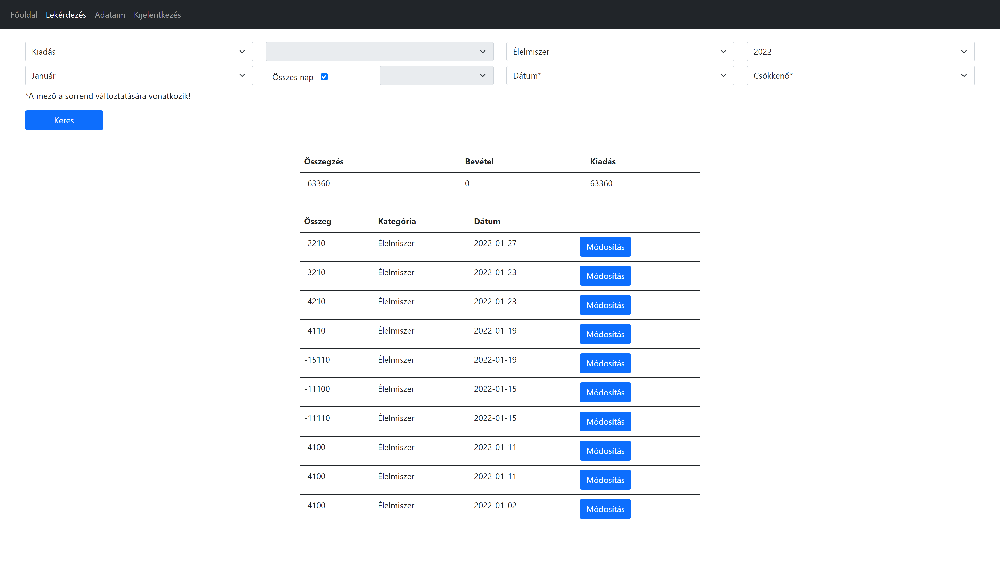 Főoldal Lekérdezés Adataim Kijelentkezés
Kiadás Élelmiszer 2022
Január Összes nap Dátum* Csökkenő*
*A mező a sorrend változtatására vonatkozik!
Keres
Összegzés Bevétel Kiadás
-63360 0 63360
Összeg Kategória Dátum
-2210 Élelmiszer 2022-01-27 Módosítás
-3210 Élelmiszer 2022-01-23 Módosítás
-4210 Élelmiszer 2022-01-23 Módosítás
-4110 Élelmiszer 2022-01-19 Módosítás
-15110 Élelmiszer 2022-01-19 Módosítás
-11100 Élelmiszer 2022-01-15 Módosítás
-11110 Élelmiszer 2022-01-15 Módosítás
-4100 Élelmiszer 2022-01-11 Módosítás
-4100 Élelmiszer 2022-01-11 Módosítás
-4100 Élelmiszer 2022-01-02 Módosítás